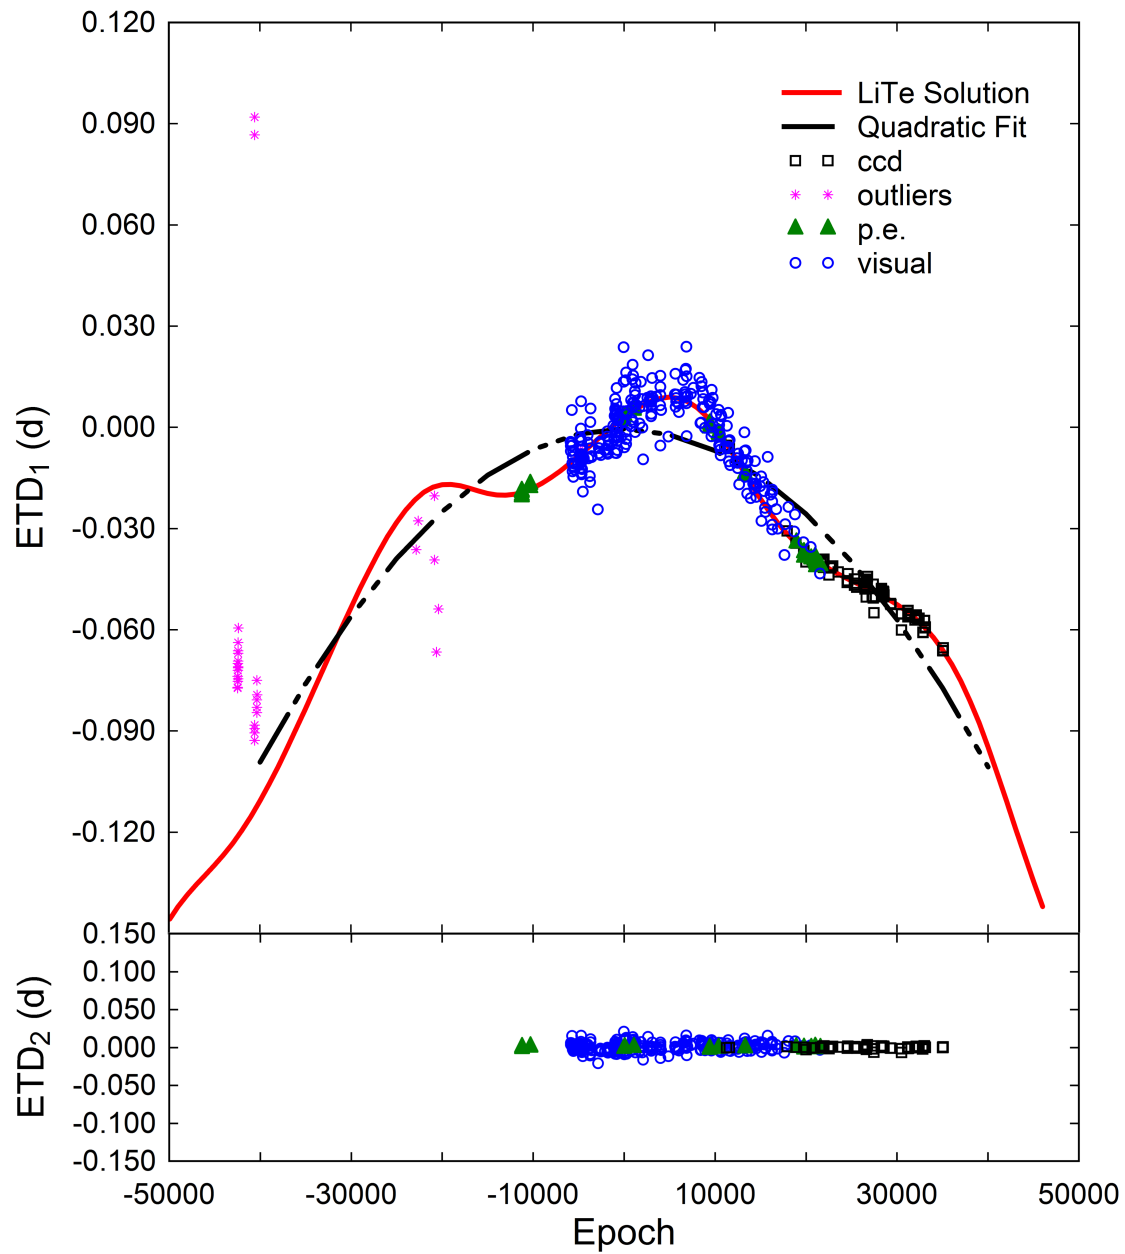 0.120
0.090
0.060
0.030
0.000
-0.030
-0.060
-0.090
-0.120
0.150
ETD1 (d)
LiTe Solution
Quadratic Fit
ccd
outliers
p.e.
visual
0.100
0.050
0.000
-0.050
-0.100
-0.150
ETD2 (d)
-50000 -30000 -10000 10000 30000 50000
Epoch